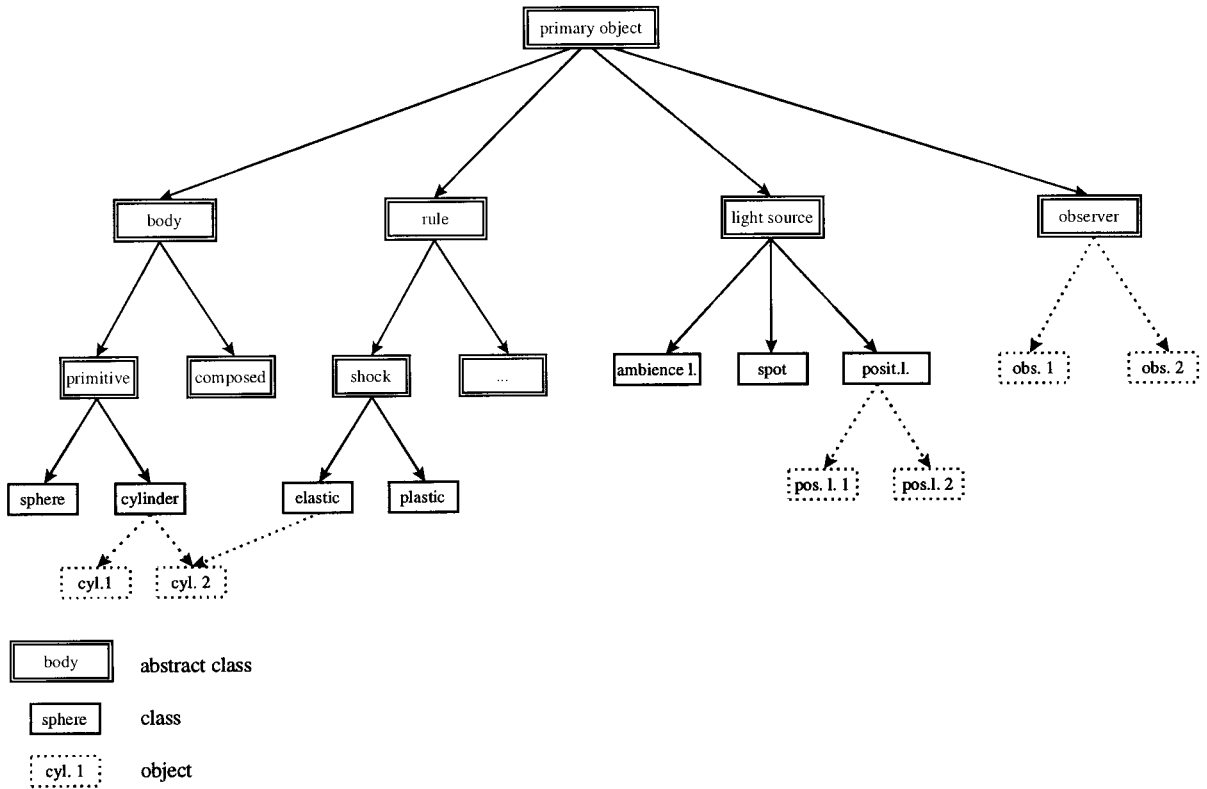 primary object
body
rule
light source
observer
primitive
composed
shock
...
ambience l.
spot
posit.l.
obs. 1
obs. 2
sphere
cylinder
elastic
plastic
pos. l. 1
pos.l. 2
cyl.1
cyl. 2
body
abstract class
sphere
class
cyl. 1
object